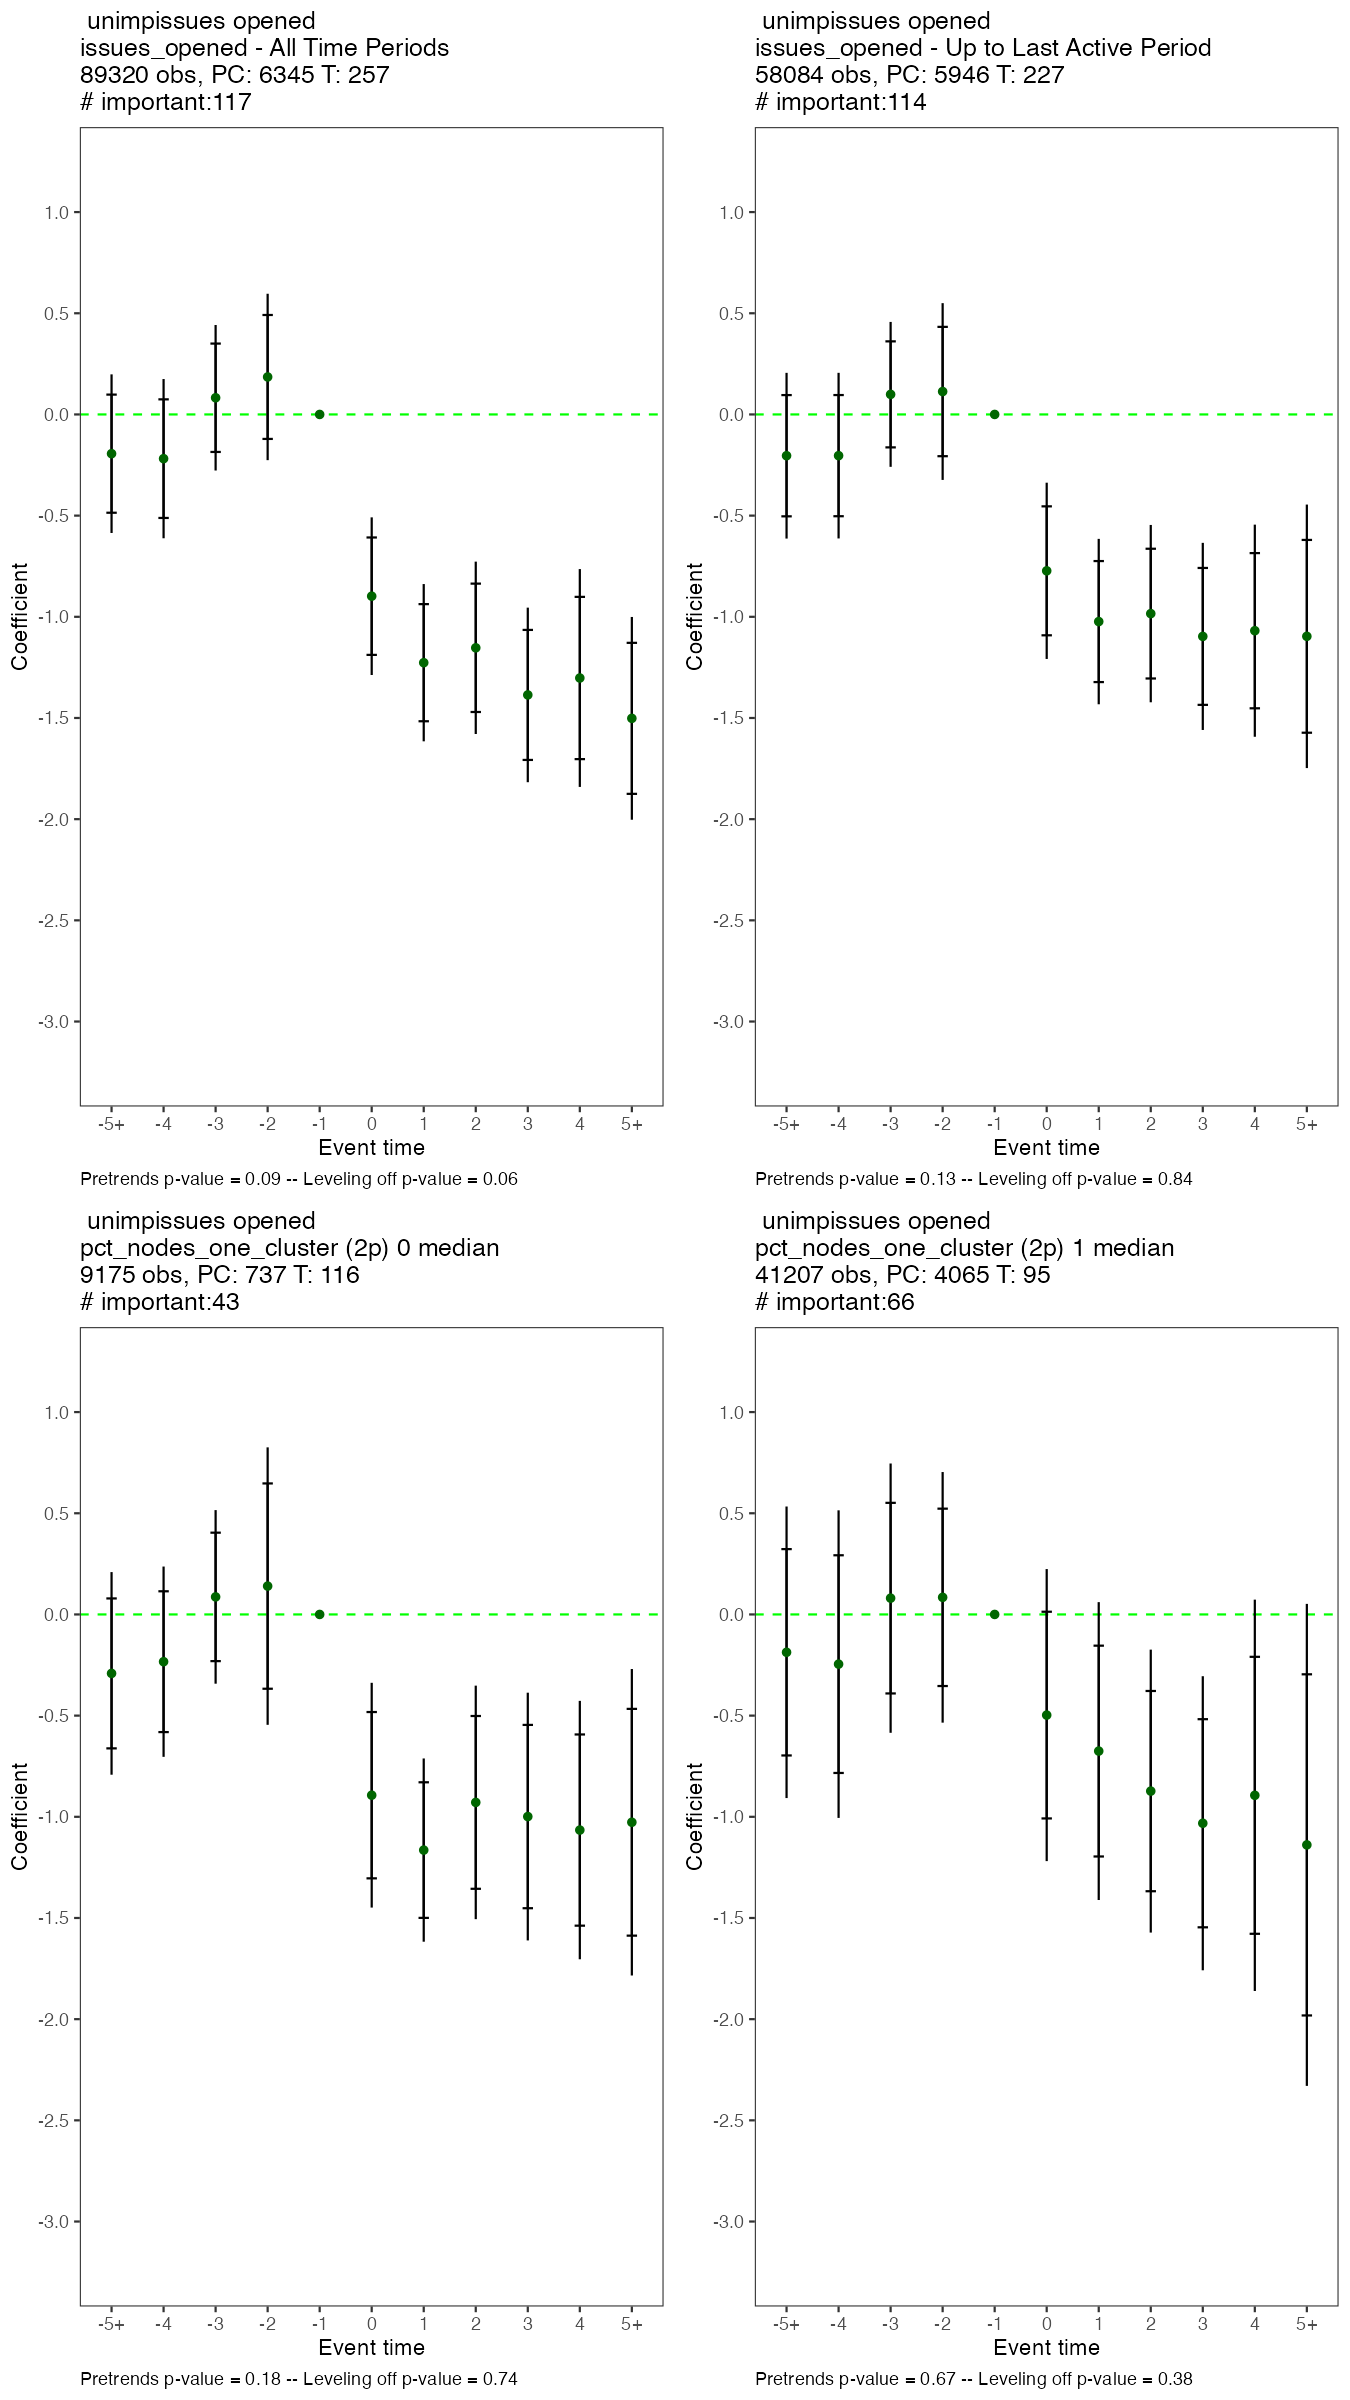 unimpissues opened
issues_opened - All Time Periods
89320 obs, PC: 6345 T: 257
# important:117
Coefficient
1.0
0.5
0.0
-0.5
-1.0
-1.5
-2.0
-2.5
-3.0
-5+ -4 -3 -2 -1 0 1 2 3 4 5+
Event time
Pretrends p-value = 0.09 -- Leveling off p-value = 0.06
unimpissues opened
issues_opened - Up to Last Active Period
58084 obs, PC: 5946 T: 227
# important:114
Coefficient
1.0
0.5
0.0
-0.5
-1.0
-1.5
-2.0
-2.5
-3.0
-5+ -4 -3 -2 -1 0 1 2 3 4 5+
Event time
Pretrends p-value = 0.13 -- Leveling off p-value = 0.84
unimpissues opened
pct_nodes_one_cluster (2p) 0 median
9175 obs, PC: 737 T: 116
# important:43
Coefficient
1.0
0.5
0.0
-0.5
-1.0
-1.5
-2.0
-2.5
-3.0
-5+ -4 -3 -2 -1 0 1 2 3 4 5+
Event time
Pretrends p-value = 0.18 -- Leveling off p-value = 0.74
unimpissues opened
pct_nodes_one_cluster (2p) 1 median
41207 obs, PC: 4065 T: 95
# important:66
Coefficient
1.0
0.5
0.0
-0.5
-1.0
-1.5
-2.0
-2.5
-3.0
-5+ -4 -3 -2 -1 0 1 2 3 4 5+
Event time
Pretrends p-value = 0.67 -- Leveling off p-value = 0.38